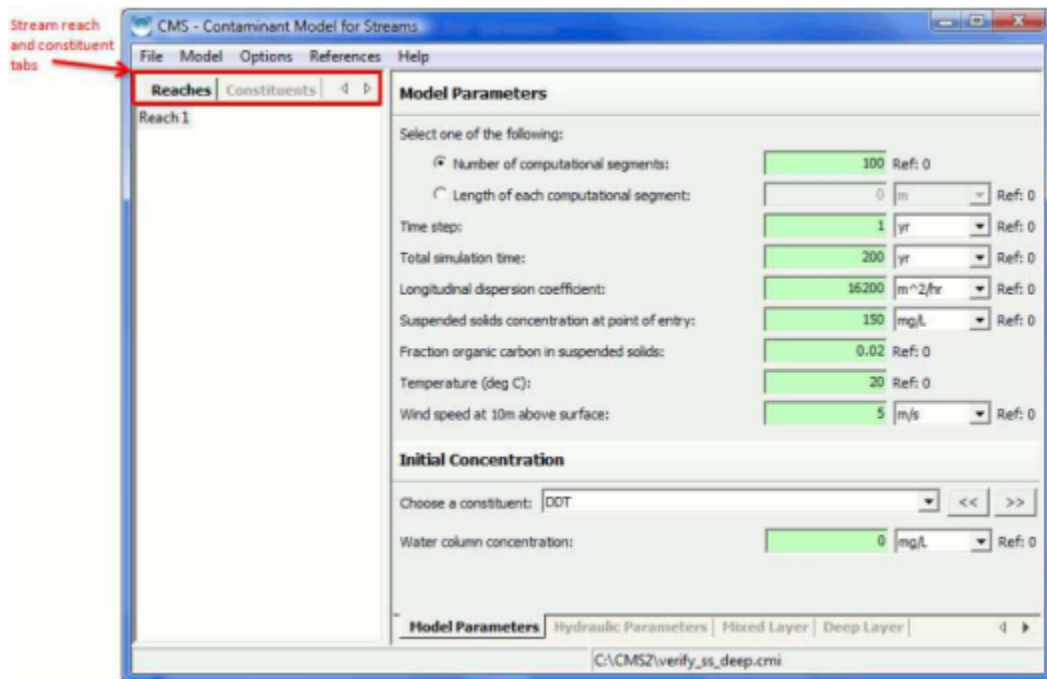 Stream reach
and constituent
tabs
CMS - Contaminant Model for Streams
File Model Options References Help
Reaches Constituents
Reach 1
Model Parameters
Select one of the following:
Number of computational segments: 100 Ref: 0
Length of each computational segment: 0 m Ref: 0
Time step: 1 yr Ref: 0
Total simulation time: 200 yr Ref: 0
Longitudinal dispersion coefficient: 16200 m^2/hr Ref: 0
Suspended solids concentration at point of entry: 150 mg/L Ref: 0
Fraction organic carbon in suspended solids: 0.02 Ref: 0
Temperature (deg C): 20 Ref: 0
Wind speed at 10m above surface: 5 m/s Ref: 0
Initial Concentration
Choose a constituent: DDT << >>
Water column concentration: 0 mg/L Ref: 0
Model Parameters Hydraulic Parameters Mixed Layer Deep Layer
C:\CMS2\verify_ss_deep.cmi